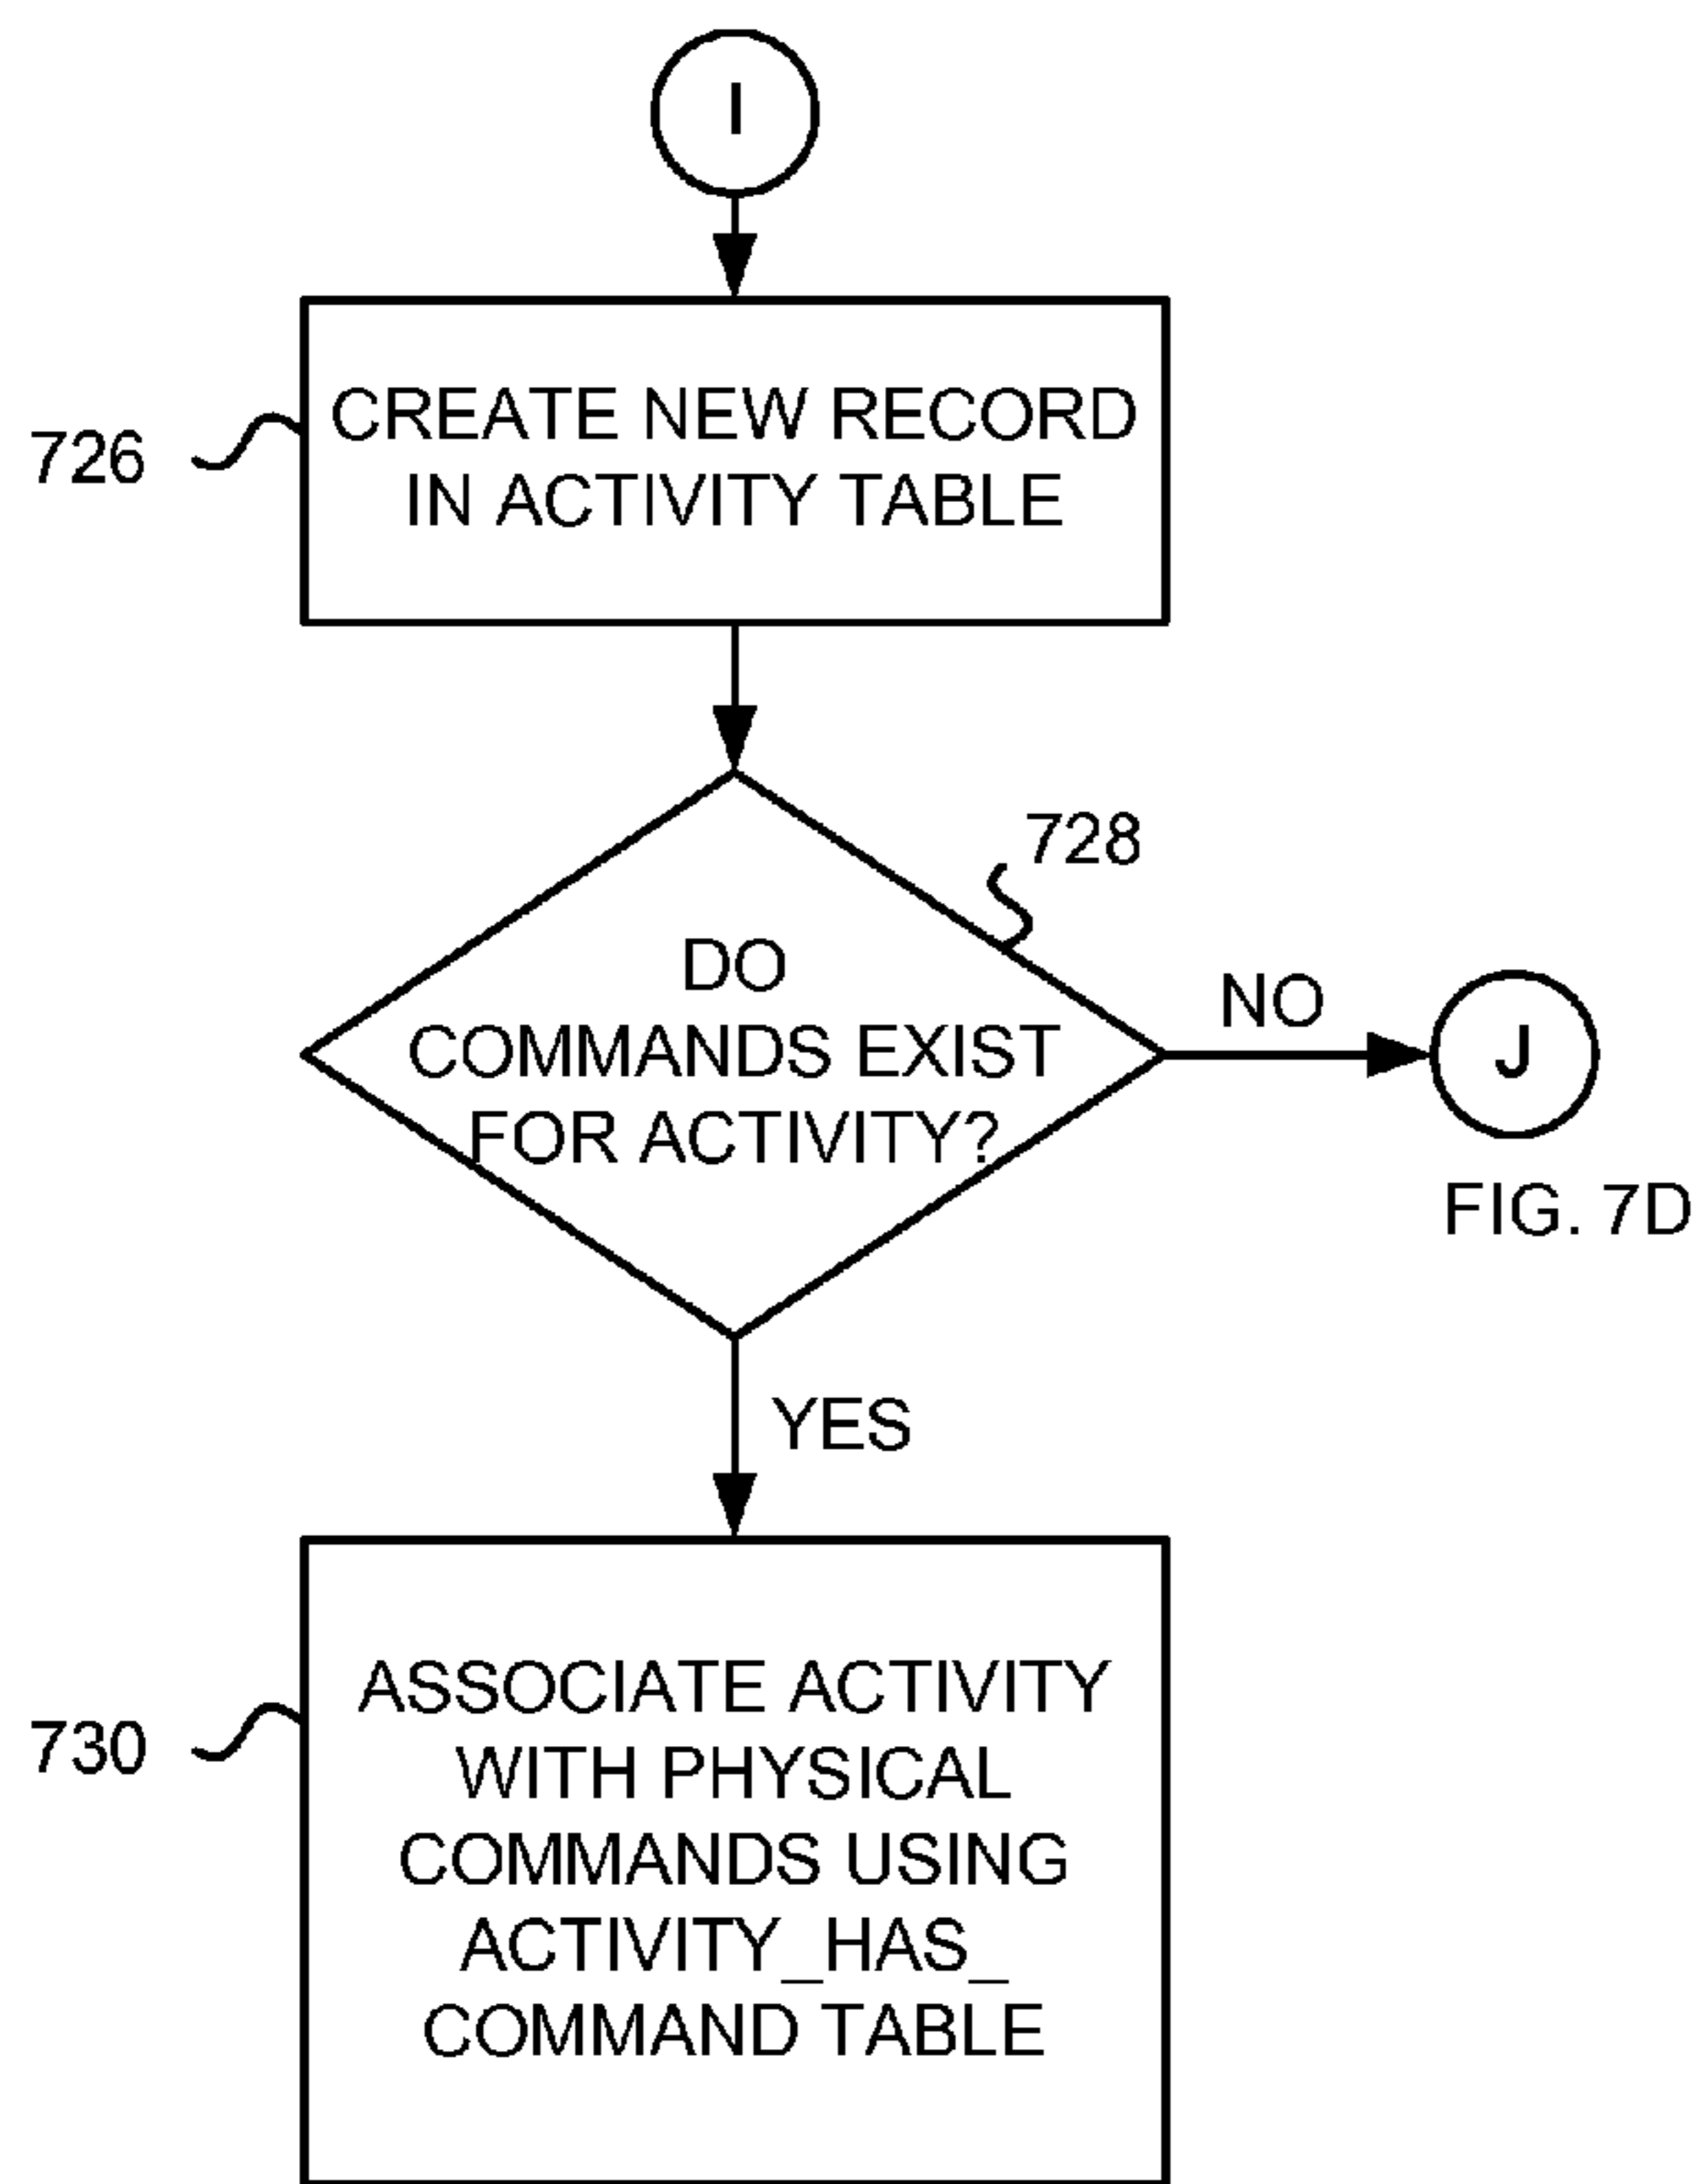 I
726
CREATE NEW RECORD
IN ACTIVITY TABLE
728
DO
COMMANDS EXIST
FOR ACTIVITY?
NO
J
FIG. 7D
YES
730
ASSOCIATE ACTIVITY
WITH PHYSICAL
COMMANDS USING
ACTIVITY_HAS_
COMMAND TABLE